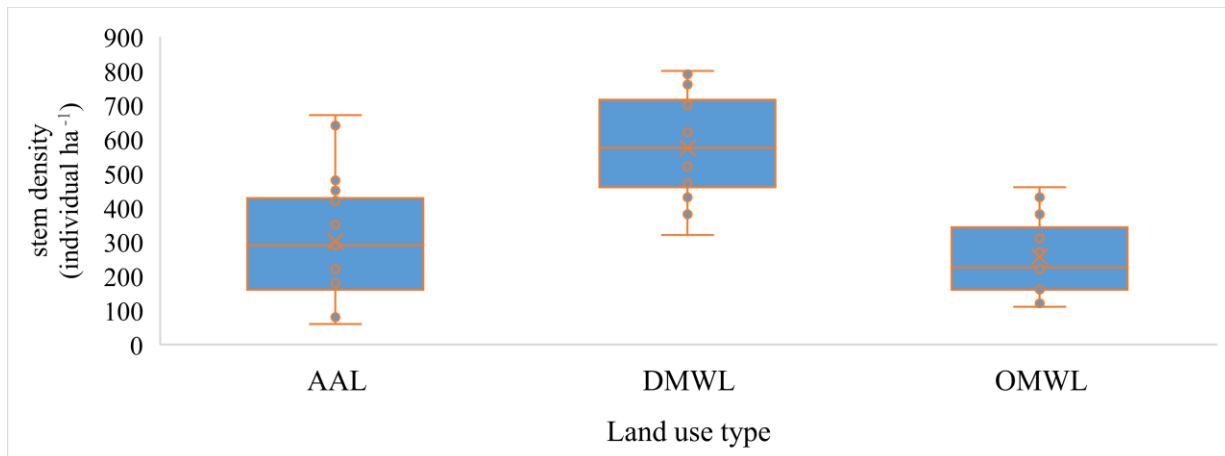 stem density
(individual ha⁻¹)
900
800
700
600
500
400
300
200
100
0
AAL DMWL OMWL
Land use type